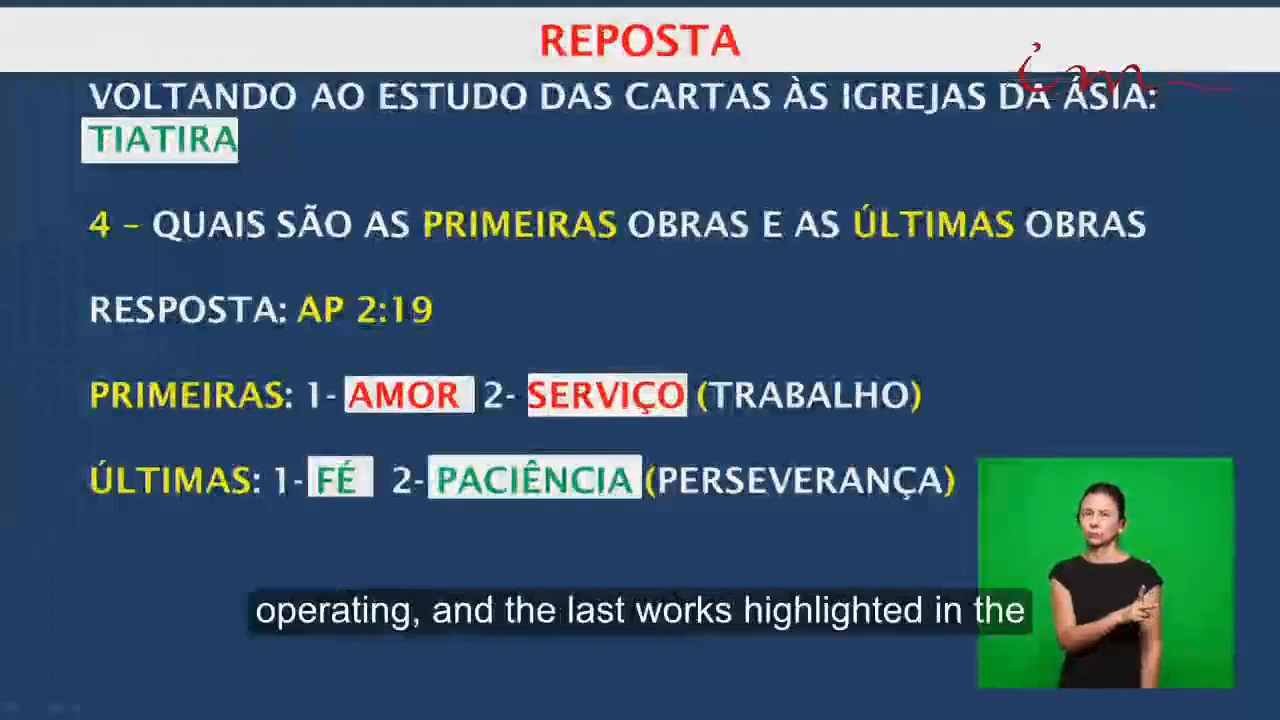 REPOSTA
im
VOLTANDO AO ESTUDO DAS CARTAS ÀS IGREJAS DA ÁSIA:
TIATIRA
4 – QUAIS SÃO AS PRIMEIRAS OBRAS E AS ÚLTIMAS OBRAS
RESPOSTA: AP 2:19
PRIMEIRAS: 1- AMOR 2- SERVIÇO (TRABALHO)
ÚLTIMAS: 1- FÉ 2- PACIÊNCIA (PERSEVERANÇA)
operating, and the last works highlighted in the